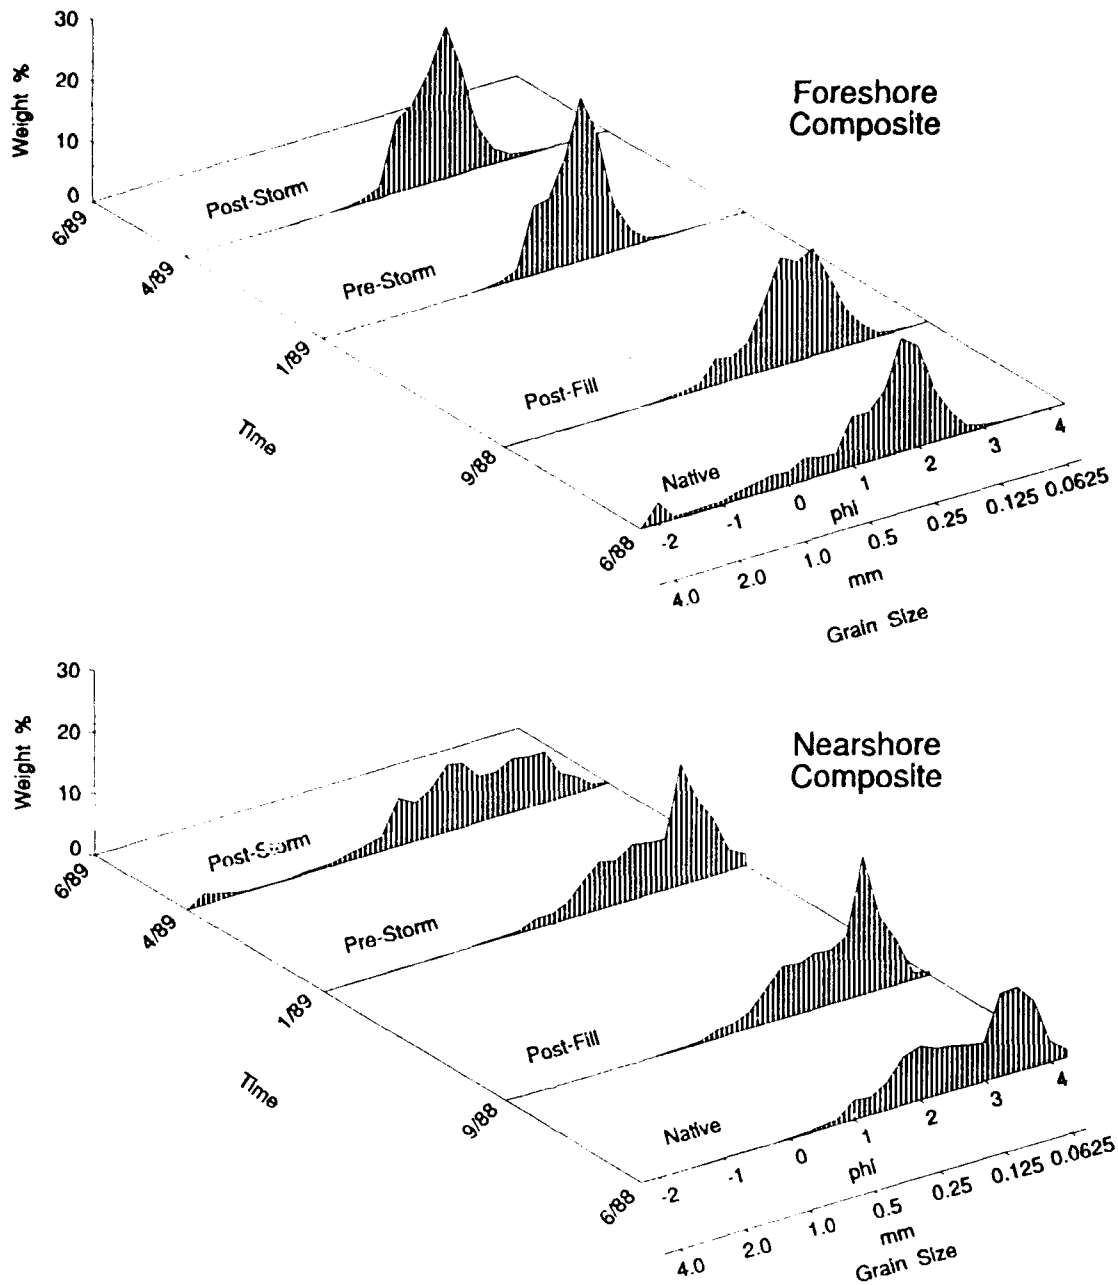 30
20
10
0
Weight %
Foreshore
Composite
6/89
4/89
1/89
9/88
6/88
Time
Post-Storm
Pre-Storm
Post-Fill
Native
-2
-1
0
1
2
3
4
phi
4.0
2.0
1.0
0.5
0.25
0.125
0.0625
mm
Grain Size
30
20
10
0
Weight %
Nearshore
Composite
6/89
4/89
1/89
9/88
6/88
Time
Post-Storm
Pre-Storm
Post-Fill
Native
-2
-1
0
1
2
3
4
phi
4.0
2.0
1.0
0.5
0.25
0.125
0.0625
mm
Grain Size